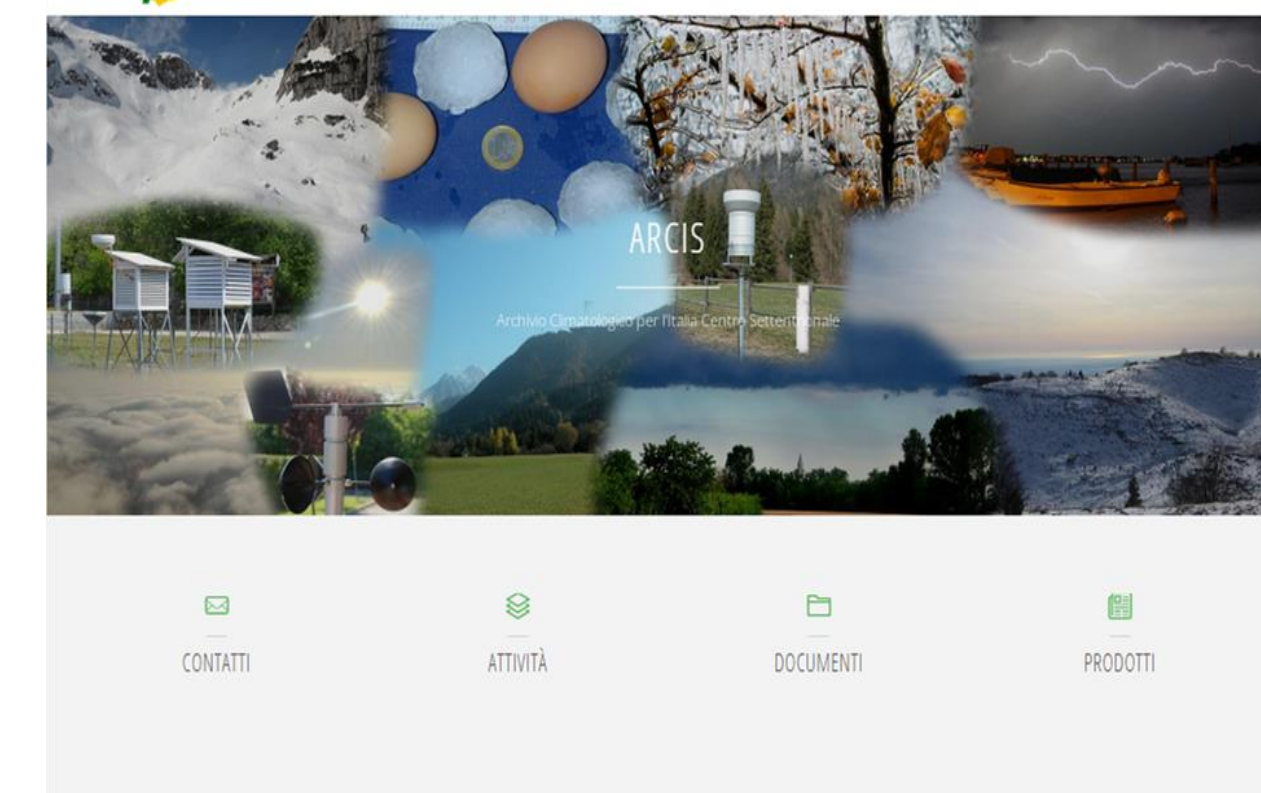 ARCIS
Archivio Climatologico per l'Italia Centro Settentrionale
CONTATTI
ATTIVITÀ
DOCUMENTI
PRODOTTI